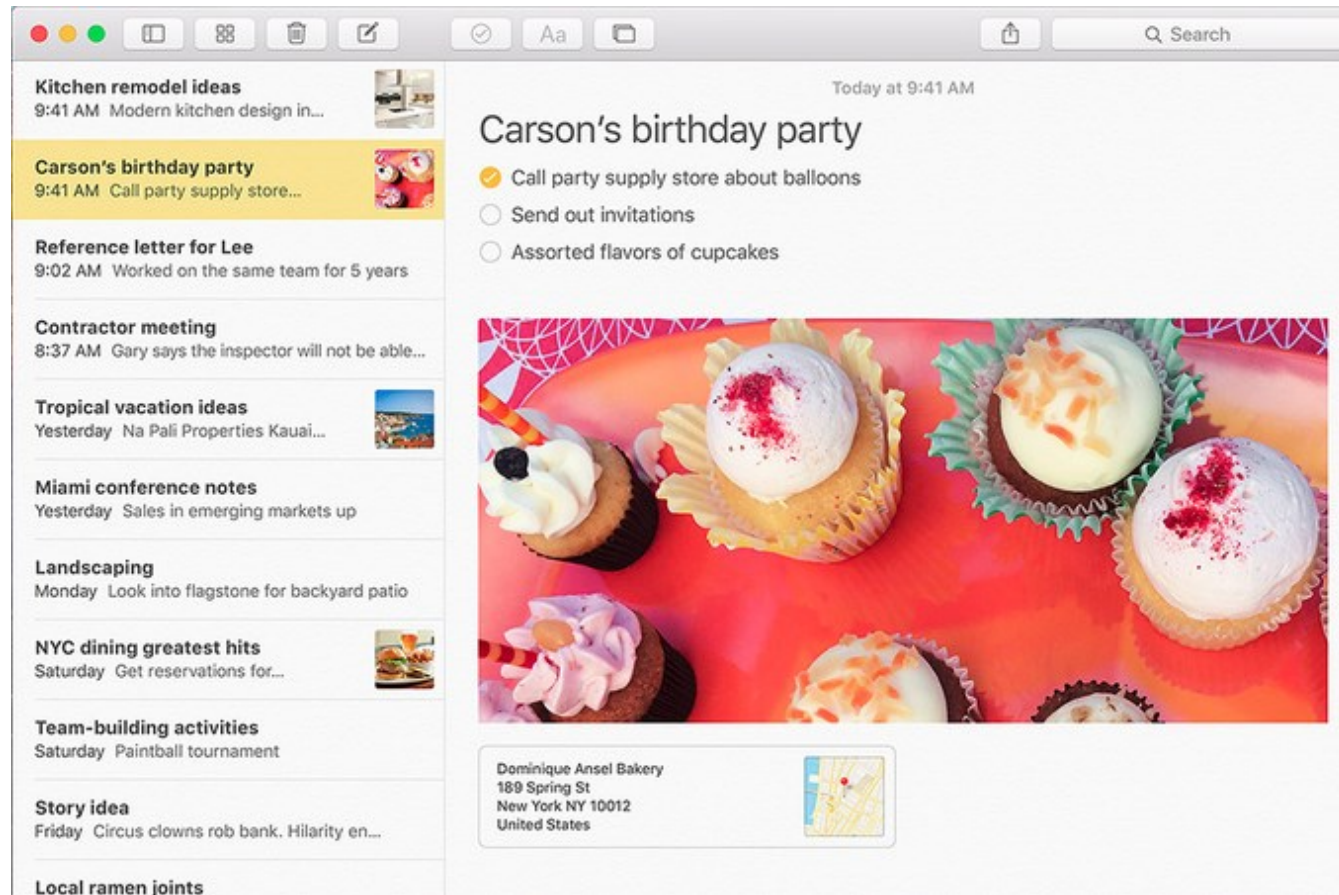 Aa
Search
Kitchen remodel ideas
9:41 AM Modern kitchen design in...
Carson's birthday party
9:41 AM Call party supply store...
Reference letter for Lee
9:02 AM Worked on the same team for 5 years
Contractor meeting
8:37 AM Gary says the inspector will not be able...
Tropical vacation ideas
Yesterday Na Pali Properties Kauai...
Miami conference notes
Yesterday Sales in emerging markets up
Landscaping
Monday Look into flagstone for backyard patio
NYC dining greatest hits
Saturday Get reservations for...
Team-building activities
Saturday Paintball tournament
Story idea
Friday Circus clowns rob bank. Hilarity en...
Local ramen joints
Today at 9:41 AM
Carson's birthday party
Call party supply store about balloons
Send out invitations
Assorted flavors of cupcakes
Dominique Ansel Bakery
189 Spring St
New York NY 10012
United States